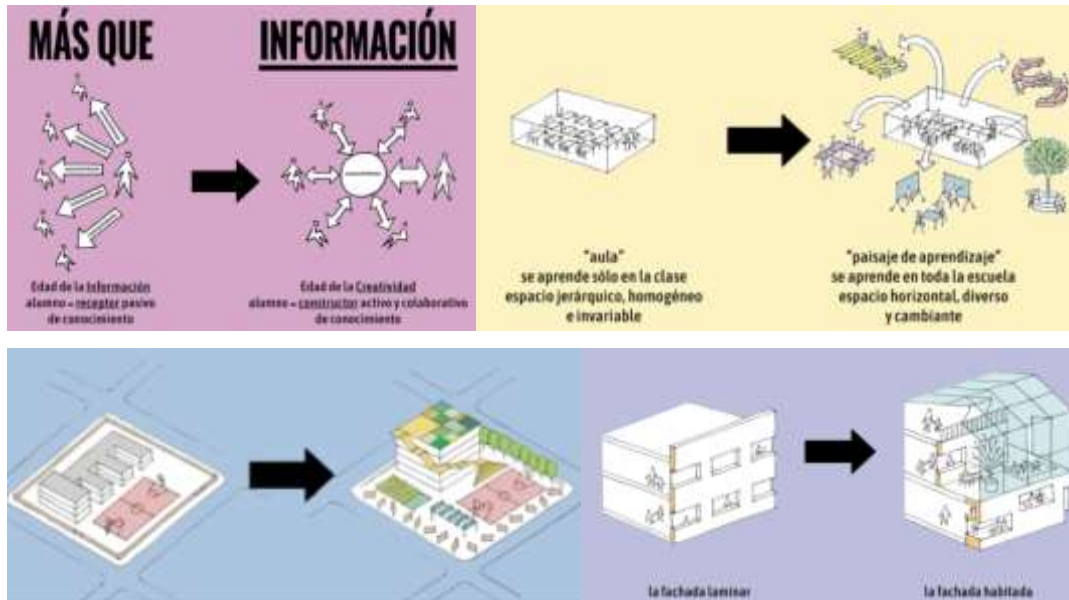 MÁS QUE
INFORMACIÓN
Edad de la Información
alumno = receptor pasivo
de conocimiento
Edad de la Creatividad
alumno = constructor activo y colaborativo
de conocimiento
"aula"
se aprende sólo en la clase
espacio jerárquico, homogéneo
e invariable
"paisaje de aprendizaje"
se aprende en toda la escuela
espacio horizontal, diverso
y cambiante
la fachada laminar
la fachada habitada